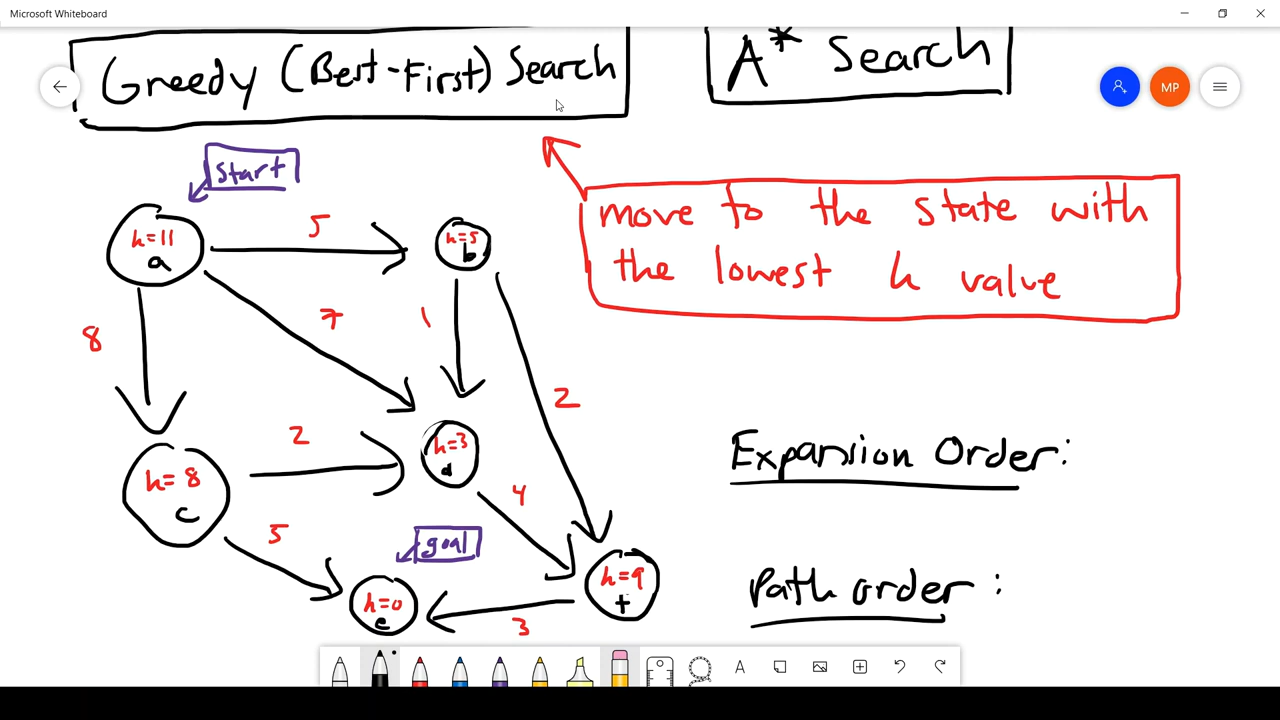 Microsoft Whiteboard
Greedy (Best-First) Search
A* Search
MP
start
move to the state with
the lowest h value
h=11
a
5
h=5
b
8
7
1
2
h=3
d
2
h=8
c
4
5
goal
h=9
h=0
e
3
Expansion Order:
Path order:
A